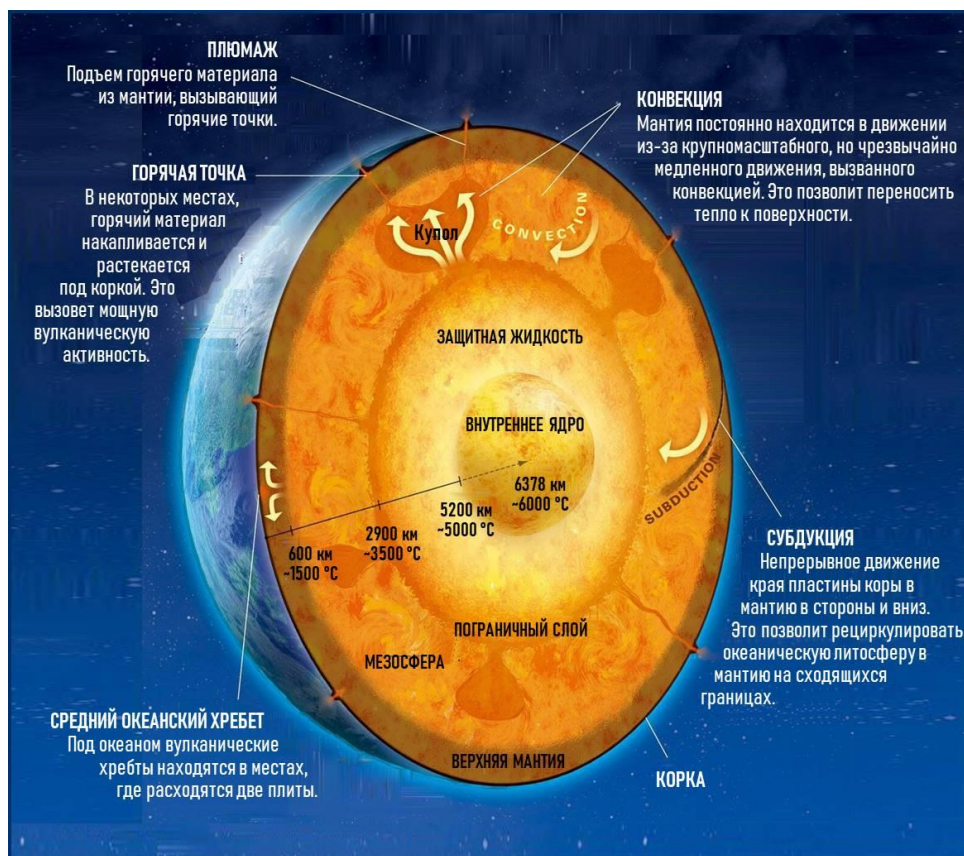 ПЛЮМАЖ
Подъем горячего материала
из мантии, вызывающий
горячие точки.
КОНВЕКЦИЯ
Мантия постоянно находится в движении
из-за крупномасштабного, но чрезвычайно
медленного движения, вызванного
конвекцией. Это позволит переносить
тепло к поверхности.
ГОРЯЧАЯ ТОЧКА
В некоторых местах,
горячий материал
накапливается и
растекается
под коркой. Это
вызовет мощную
вулканическую
активность.
Купол
CONVECTION
ЗАЩИТНАЯ ЖИДКОСТЬ
ВНУТРЕННЕЕ ЯДРО
6378 км
~6000 °C
5200 км
~5000 °C
2900 км
~3500 °C
600 км
~1500 °C
SUBDUCTION
СУБДУКЦИЯ
Непрерывное движение
края пластины коры в
мантию в стороны и вниз.
Это позволит рециркулировать
океаническую литосферу в
мантию на сходящихся
границах.
ПОГРАНИЧНЫЙ СЛОЙ
МЕЗОСФЕРА
СРЕДНИЙ ОКЕАНСКИЙ ХРЕБЕТ
Под океаном вулканические
хребты находятся в местах,
где расходятся две плиты.
ВЕРХНЯЯ МАНТИЯ
КОРКА